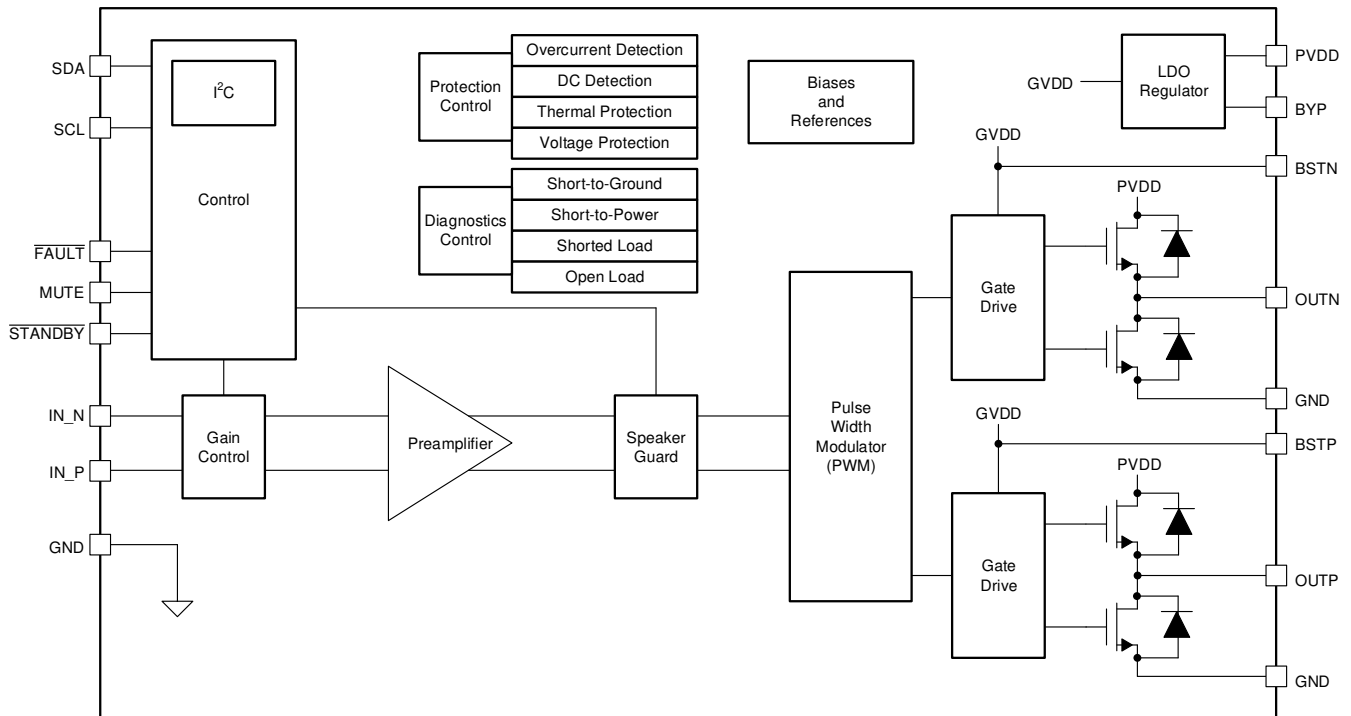 SDA
SCL
FAULT
MUTE
STANDBY
IN_N
IN_P
GND
I²C
Control
Gain
Control
Protection
Control
Overcurrent Detection
DC Detection
Thermal Protection
Voltage Protection
Diagnostics
Control
Short-to-Ground
Short-to-Power
Shorted Load
Open Load
Preamplifier
Speaker
Guard
Biases
and
References
Pulse
Width
Modulator
(PWM)
GVDD
LDO
Regulator
PVDD
BYP
GVDD
BSTN
PVDD
Gate
Drive
OUTN
GND
GVDD
BSTP
PVDD
Gate
Drive
OUTP
GND